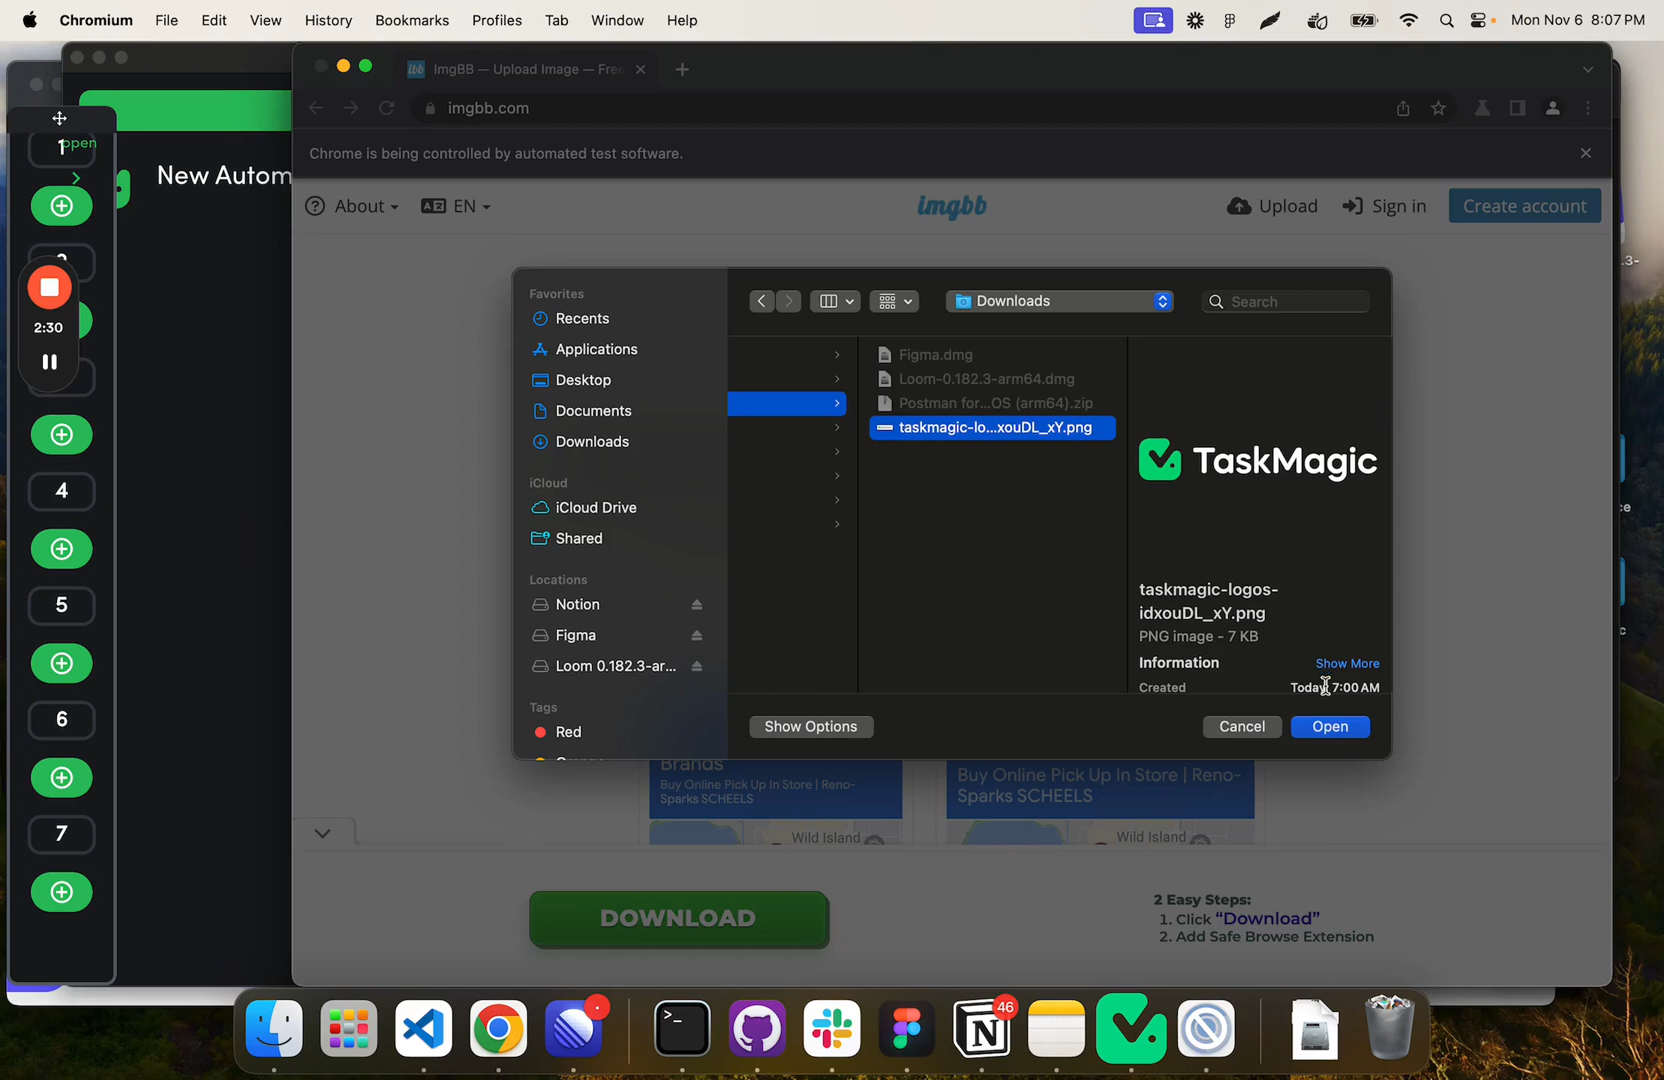 Chromium File Edit View History Bookmarks Profiles Tab Window Help Mon Nov 6 8:07 PM
ImgBB — Upload Image — Free
imgbb.com
Chrome is being controlled by automated test software.
About EN imgbb Upload Sign in Create account
open
New Autom
1
2:30
4
5
6
7
Favorites
Recents
Applications
Desktop
Documents
Downloads
iCloud
iCloud Drive
Shared
Locations
Notion
Figma
Loom 0.182.3-ar...
Tags
Red
Downloads
Search
Figma.dmg
Loom-0.182.3-arm64.dmg
Postman for...OS (arm64).zip
taskmagic-lo...xouDL_xY.png
TaskMagic
taskmagic-logos-
idxouDL_xY.png
PNG image - 7 KB
Information Show More
Created Today, 7:00 AM
Show Options Cancel Open
Brands
Buy Online Pick Up In Store | Reno-
Sparks SCHEELS
Wild Island
Buy Online Pick Up In Store | Reno-
Sparks SCHEELS
Wild Island
DOWNLOAD
2 Easy Steps:
1. Click “Download”
2. Add Safe Browse Extension
46